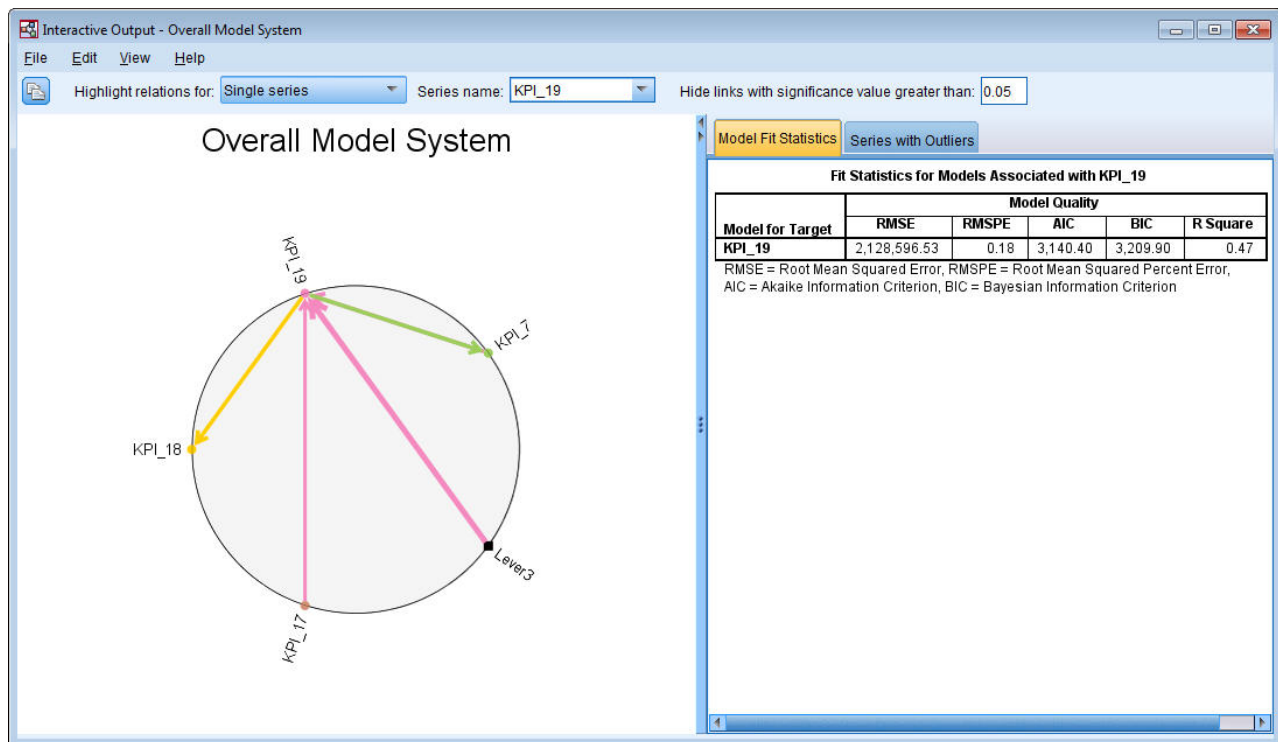 Interactive Output - Overall Model System
File Edit View Help
Highlight relations for: Single series Series name: KPI_19 Hide links with significance value greater than: 0.05
Overall Model System
KPI_19
KPI_7
KPI_18
Lever3
KPI_17
Model Fit Statistics Series with Outliers
Fit Statistics for Models Associated with KPI_19
Model Quality
Model for Target RMSE RMSPE AIC BIC R Square
KPI_19 2,128,596.53 0.18 3,140.40 3,209.90 0.47
RMSE = Root Mean Squared Error, RMSPE = Root Mean Squared Percent Error,
AIC = Akaike Information Criterion, BIC = Bayesian Information Criterion